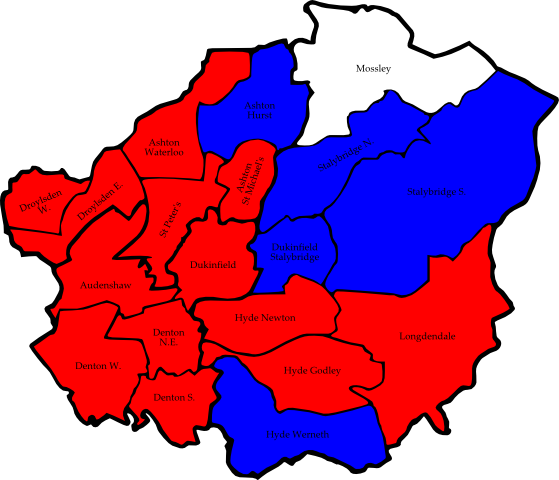 Mossley
Ashton
Hurst
Ashton
Waterloo
Stalybridge N.
Ashton
St Michael's
Stalybridge S.
Droylsden
W.
Droylsden E.
St Peter's
Dukinfield
Stalybridge
Dukinfield
Audenshaw
Hyde Newton
Denton
N.E.
Longdendale
Denton W.
Hyde Godley
Denton S.
Hyde Werneth